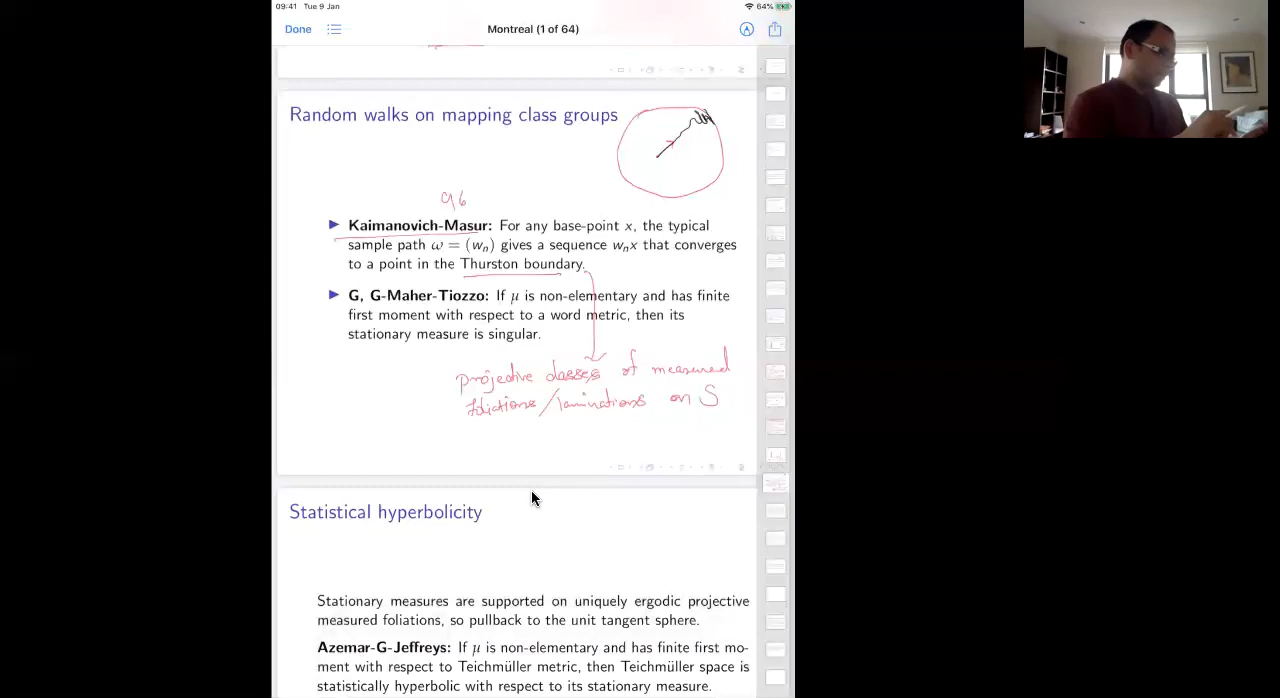 09:41 Tue 9 Jan
64%
Done
Montreal (1 of 64)
Random walks on mapping class groups
96
Kaimanovich-Masur: For any base-point x, the typical
sample path ω = (wₙ) gives a sequence wₙx that converges
to a point in the Thurston boundary.
G, G-Maher-Tiozzo: If μ is non-elementary and has finite
first moment with respect to a word metric, then its
stationary measure is singular.
projective classes of measured
foliations/laminations on S
Statistical hyperbolicity
Stationary measures are supported on uniquely ergodic projective
measured foliations, so pullback to the unit tangent sphere.
Azemar-G-Jeffreys: If μ is non-elementary and has finite first mo-
ment with respect to Teichmüller metric, then Teichmüller space is
statistically hyperbolic with respect to its stationary measure.